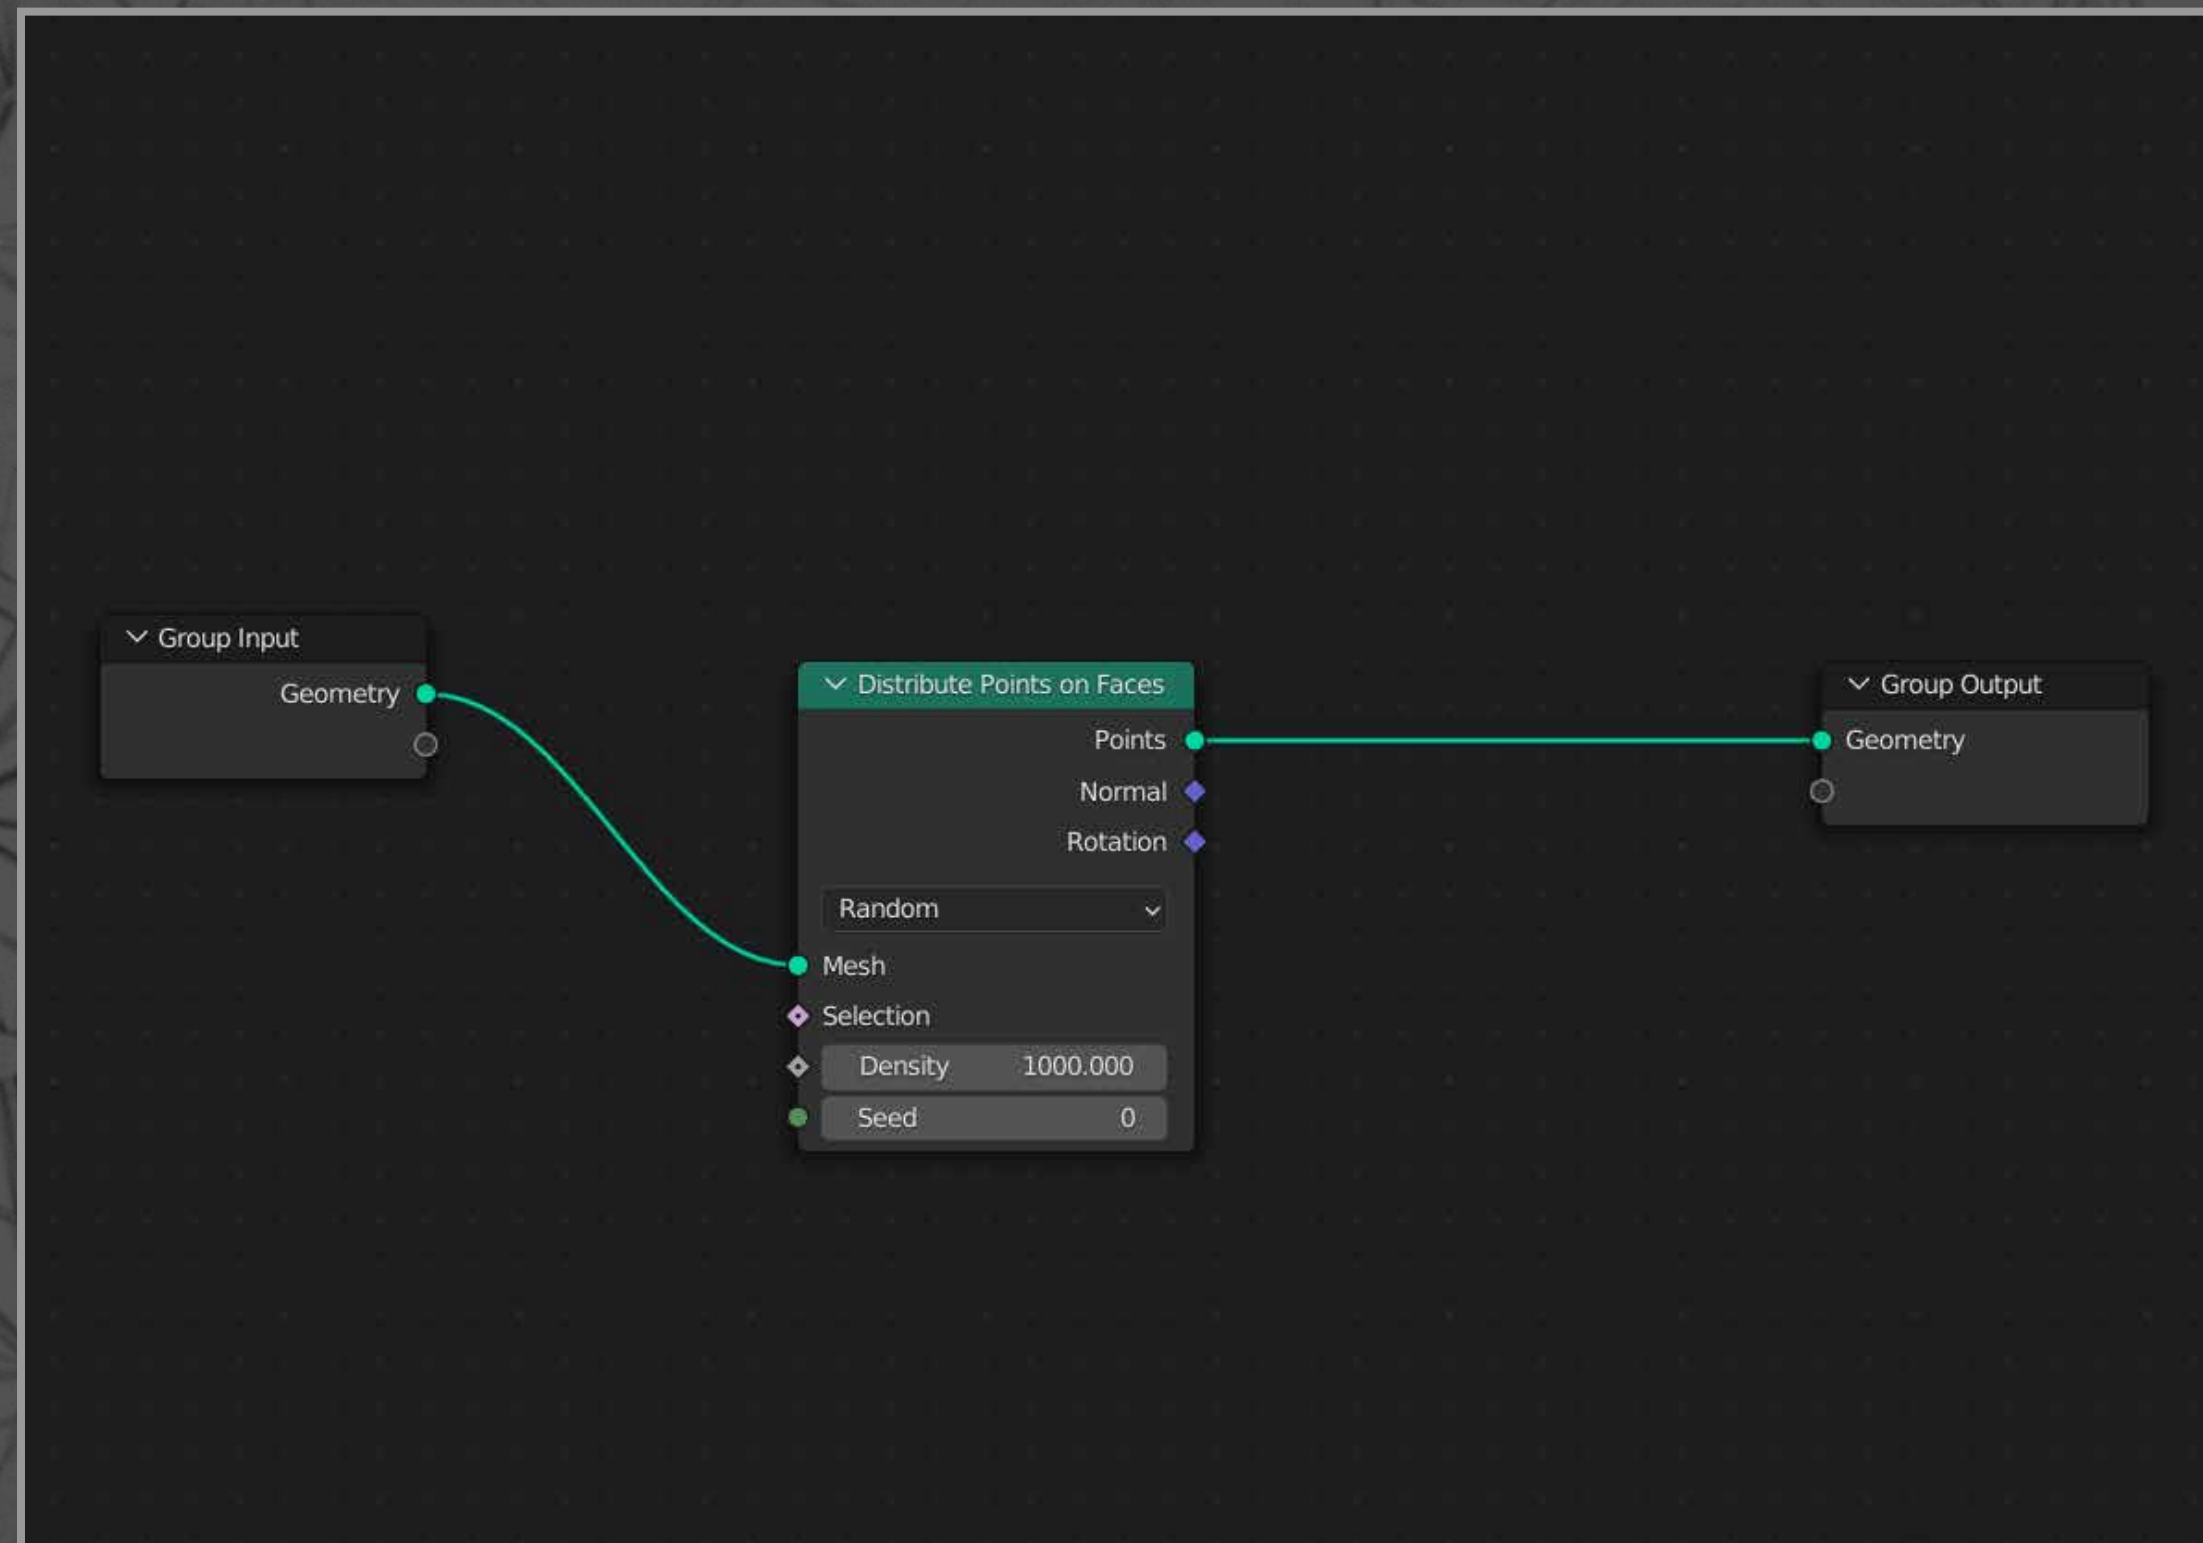 Group Input
Geometry
Distribute Points on Faces
Points
Normal
Rotation
Random
Mesh
Selection
Density 1000.000
Seed 0
Group Output
Geometry